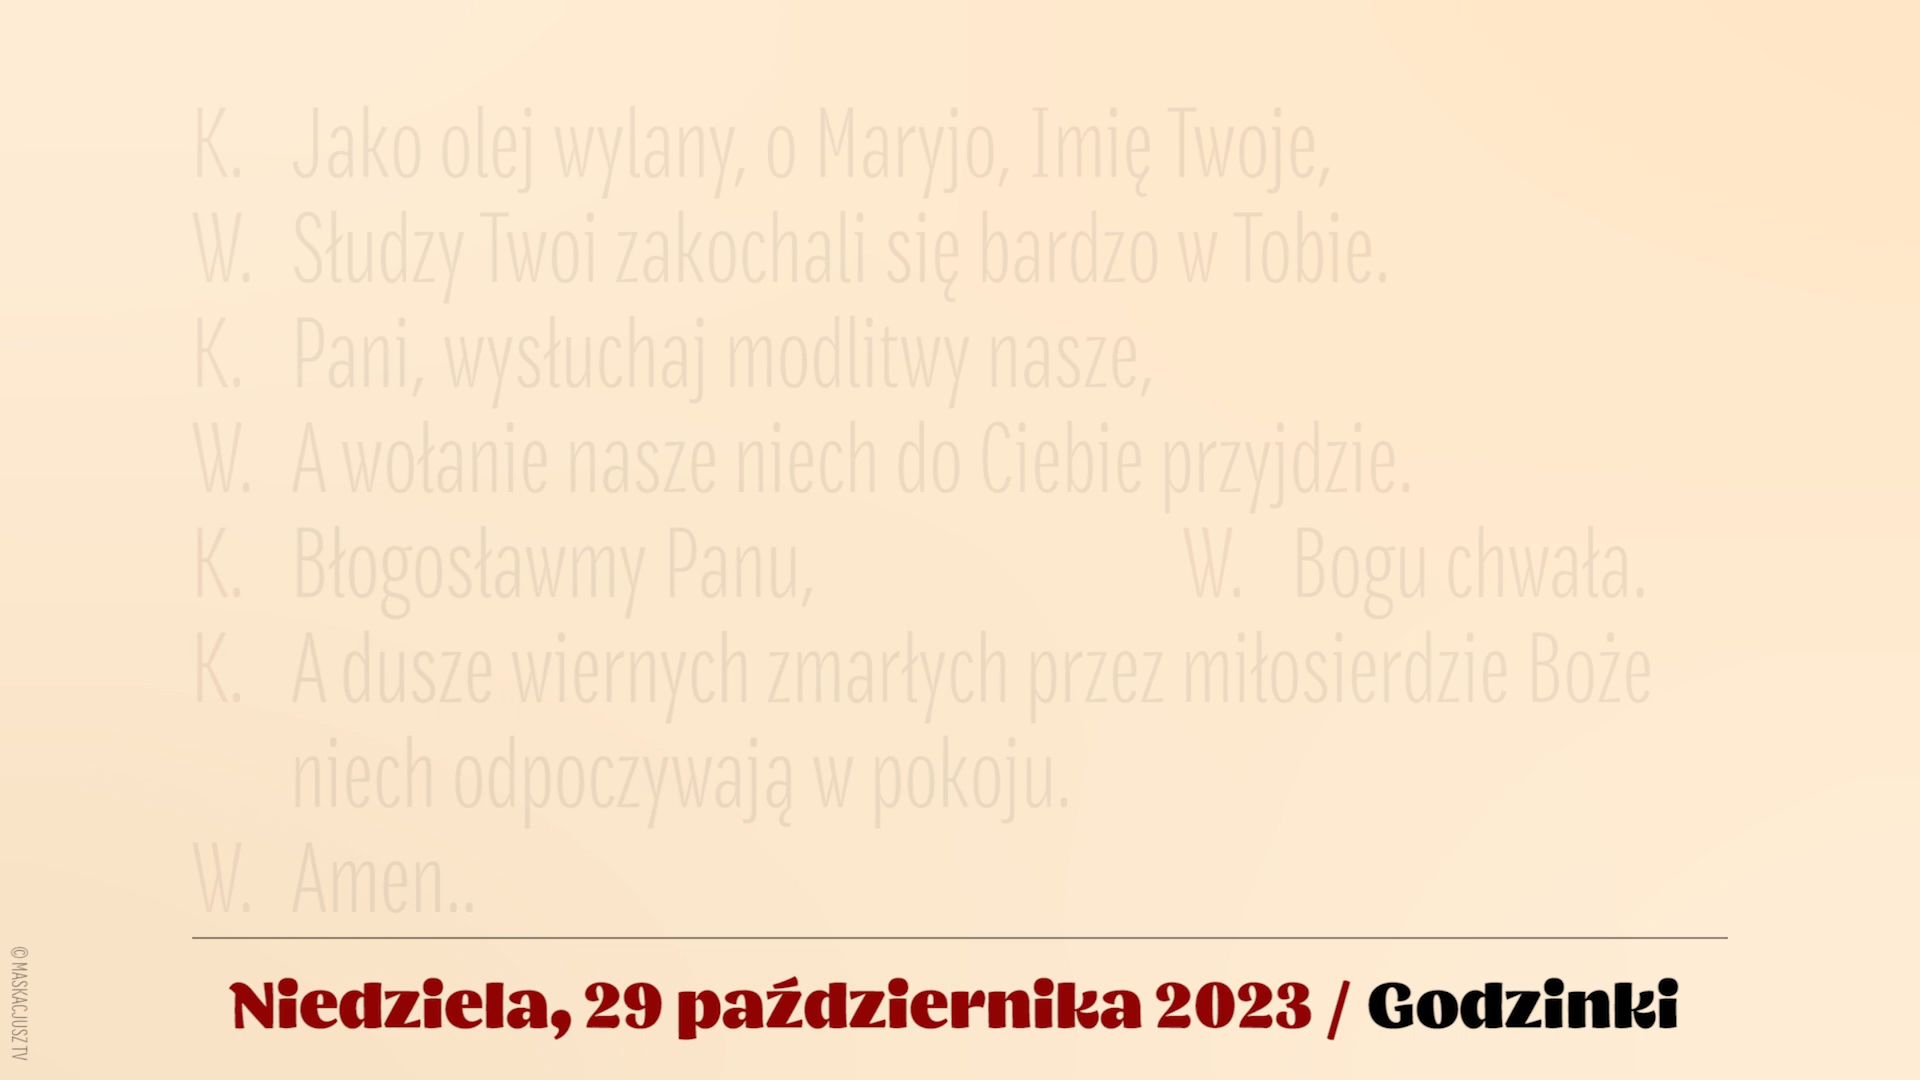 K. Jako olej wylany, o Maryjo, Imię Twoje,
W. Słudzy Twoi zakochali się bardzo w Tobie.
K. Pani, wysłuchaj modlitwy nasze,
W. A wołanie nasze niech do Ciebie przyjdzie.
K. Błogosławmy Panu, W. Bogu chwała.
K. A dusze wiernych zmarłych przez miłosierdzie Boże
niech odpoczywają w pokoju.
W. Amen..
Niedziela, 29 października 2023 / Godzinki
© MASKACJUSZ TV